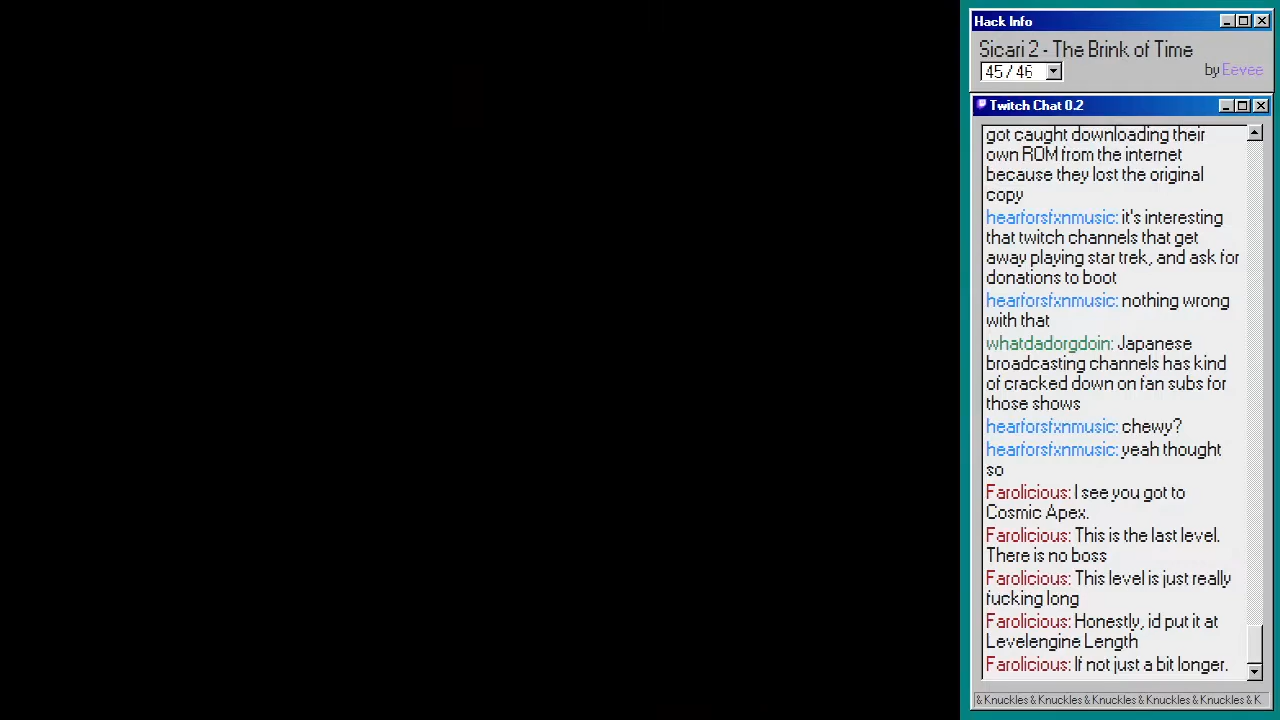 Hack Info
Sicari 2 - The Brink of Time
45/46
by Eevee
Twitch Chat 0.2
got caught downloading their
own ROM from the internet
because they lost the original
copy
hearforsfxnmusic: it's interesting
that twitch channels that get
away playing star trek, and ask for
donations to boot
hearforsfxnmusic: nothing wrong
with that
whatdadorgdoin: Japanese
broadcasting channels has kind
of cracked down on fan subs for
those shows
hearforsfxnmusic: chewy?
hearforsfxnmusic: yeah thought
so
Farolicious: I see you got to
Cosmic Apex.
Farolicious: This is the last level.
There is no boss
Farolicious: This level is just really
fucking long
Farolicious: Honestly, id put it at
Levelengine Length
Farolicious: If not just a bit longer.
& Knuckles & Knuckles & Knuckles & Knuckles & Knuckles & K